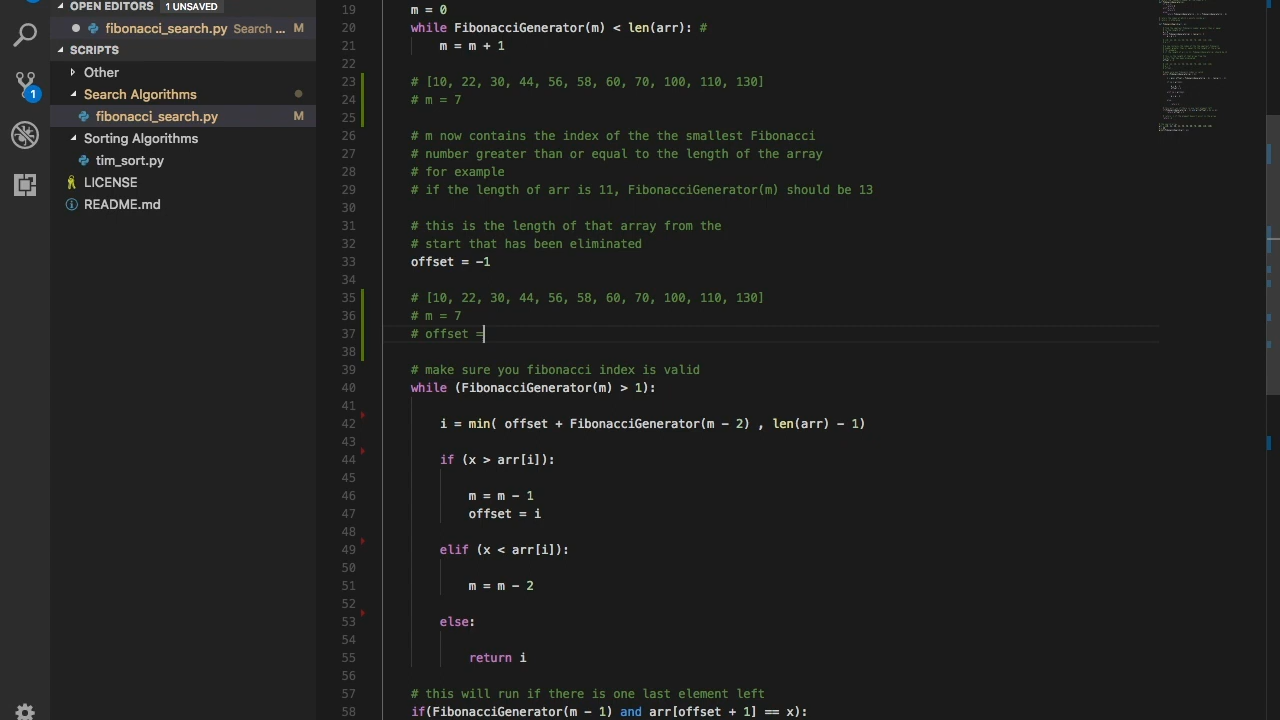 OPEN EDITORS 1 UNSAVED
fibonacci_search.py Search ... M
SCRIPTS
Other
1
Search Algorithms
fibonacci_search.py M
Sorting Algorithms
tim_sort.py
LICENSE
README.md
19 m = 0
20 while FibonacciGenerator(m) < len(arr): #
21 m = m + 1
22
23 # [10, 22, 30, 44, 56, 58, 60, 70, 100, 110, 130]
24 # m = 7
25
26 # m now contains the index of the the smallest Fibonacci
27 # number greater than or equal to the length of the array
28 # for example
29 # if the length of arr is 11, FibonacciGenerator(m) should be 13
30
31 # this is the length of that array from the
32 # start that has been eliminated
33 offset = -1
34
35 # [10, 22, 30, 44, 56, 58, 60, 70, 100, 110, 130]
36 # m = 7
37 # offset =
38
39 # make sure you fibonacci index is valid
40 while (FibonacciGenerator(m) > 1):
41
42 i = min( offset + FibonacciGenerator(m - 2) , len(arr) - 1)
43
44 if (x > arr[i]):
45
46 m = m - 1
47 offset = i
48
49 elif (x < arr[i]):
50
51 m = m - 2
52
53 else:
54
55 return i
56
57 # this will run if there is one last element left
58 if(FibonacciGenerator(m - 1) and arr[offset + 1] == x):